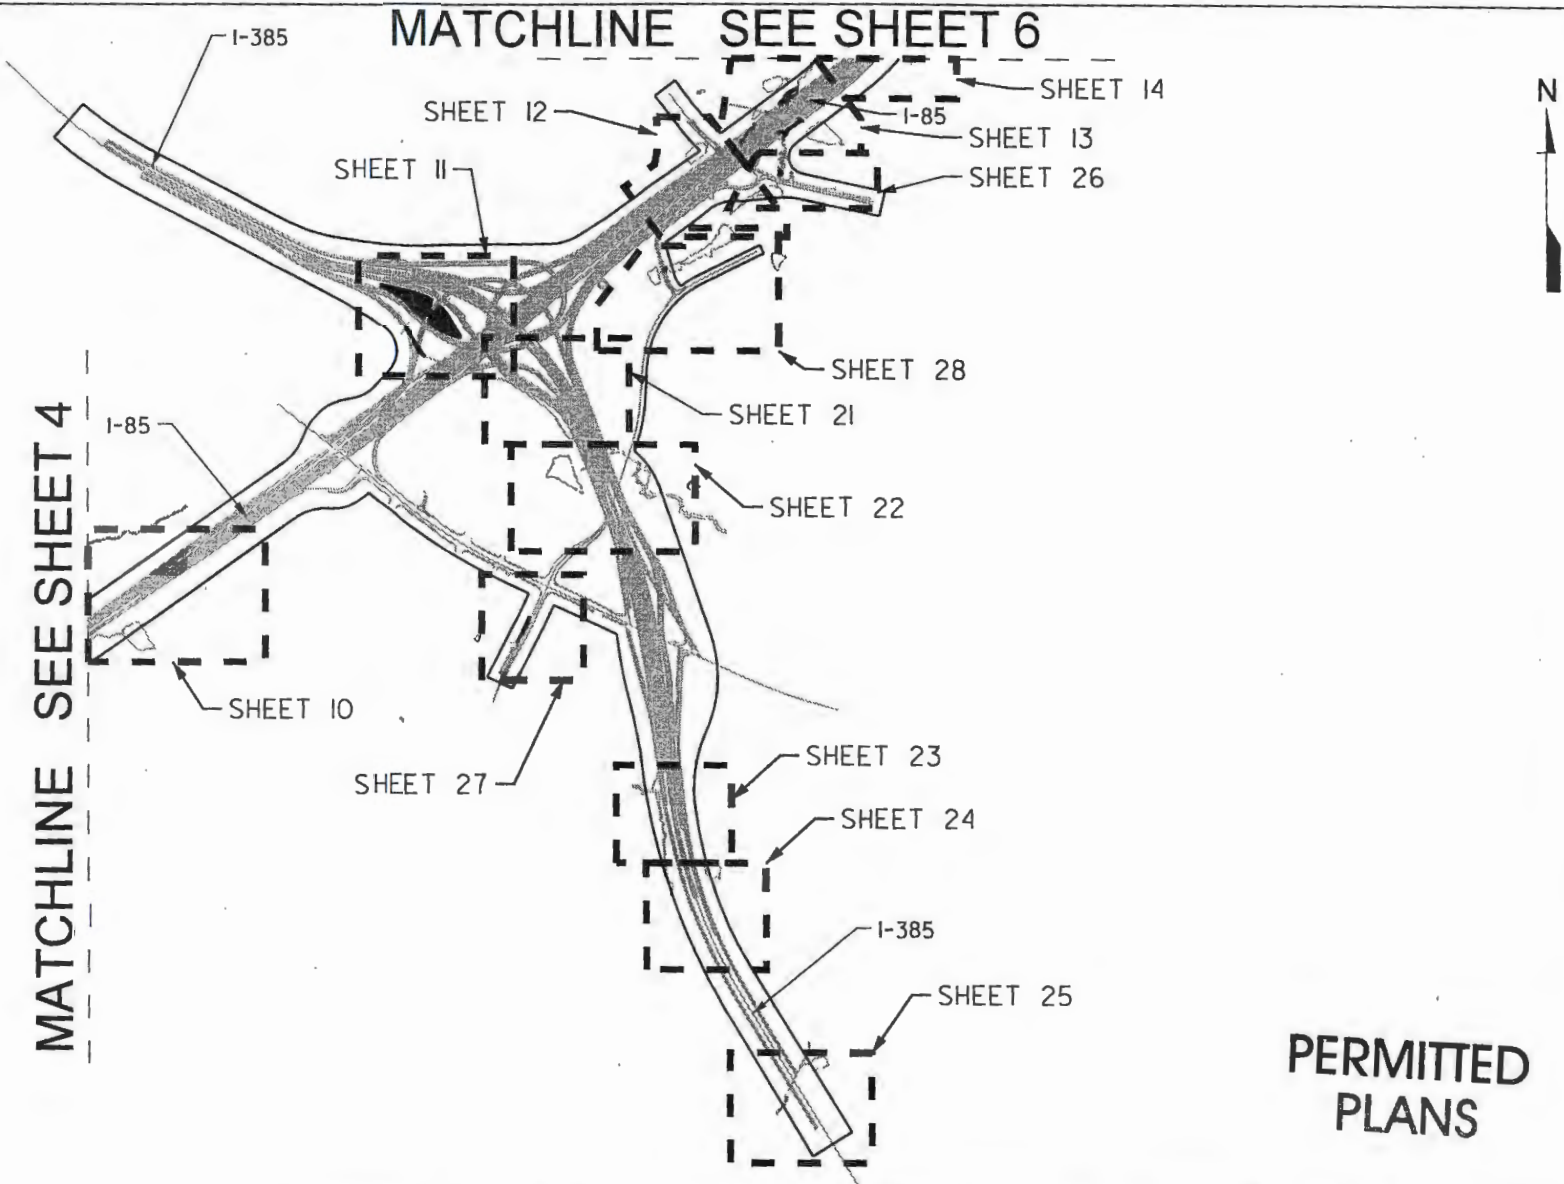 MATCHLINE SEE SHEET 6
I-385
SHEET 14
N
SHEET 12
I-85
SHEET 13
SHEET 11
SHEET 26
SHEET 28
SHEET 21
I-85
SHEET 22
MATCHLINE SEE SHEET 4
SHEET 10
SHEET 23
SHEET 27
SHEET 24
I-385
SHEET 25
PERMITTED
PLANS